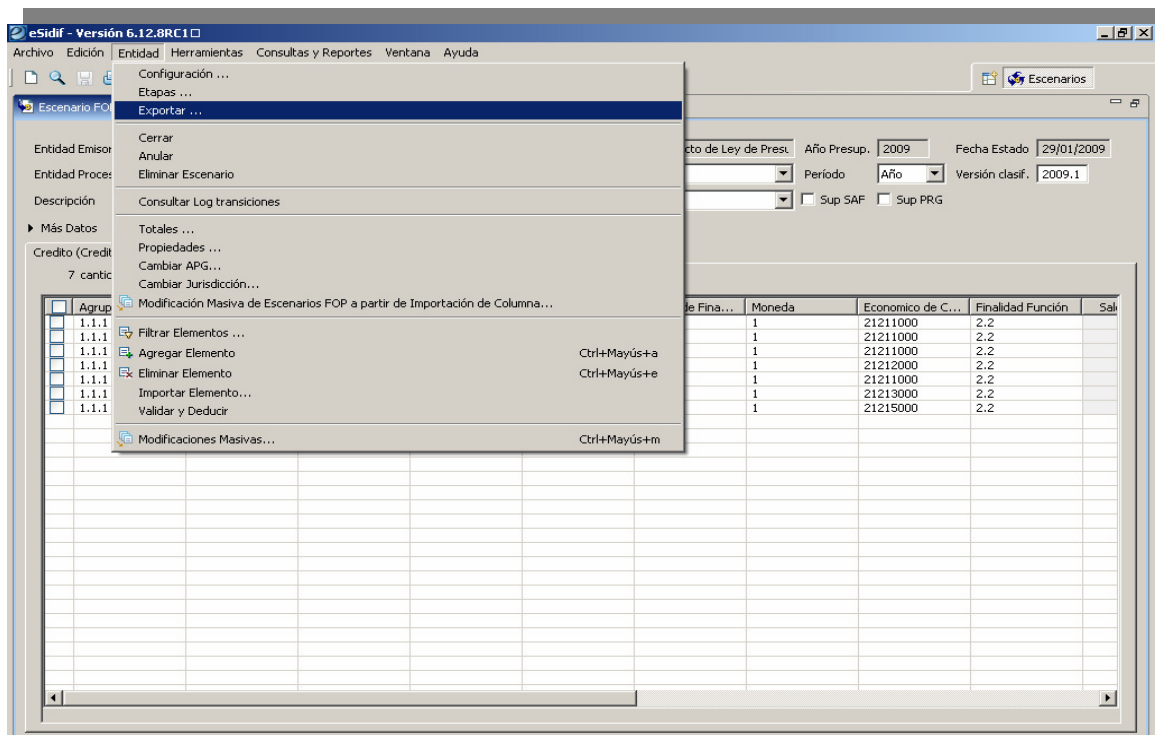 eSidif - Versión 6.12.8RC1
Archivo Edición Entidad Herramientas Consultas y Reportes Ventana Ayuda
Escenarios
Escenario FOP
Configuración ...
Etapas ...
Exportar ...
Cerrar
Anular
Eliminar Escenario
Consultar Log transiciones
Totales ...
Propiedades ...
Cambiar APG...
Cambiar Jurisdicción...
Modificación Masiva de Escenarios FOP a partir de Importación de Columna...
Filtrar Elementos ...
Agregar Elemento Ctrl+Mayús+a
Eliminar Elemento Ctrl+Mayús+e
Importar Elemento...
Validar y Deducir
Modificaciones Masivas... Ctrl+Mayús+m
Entidad Emisor cto de Ley de Presu Año Presup. 2009 Fecha Estado 29/01/2009
Entidad Proces Período Año Versión clasif. 2009.1
Descripción Sup SAF Sup PRG
Más Datos
Credito (Credit
7 cantic
Agrup de Fina... Moneda Economico de C... Finalidad Función Sal
1.1.1 1 21211000 2.2
1.1.1 1 21211000 2.2
1.1.1 1 21211000 2.2
1.1.1 1 21212000 2.2
1.1.1 1 21211000 2.2
1.1.1 1 21213000 2.2
1.1.1 1 21215000 2.2